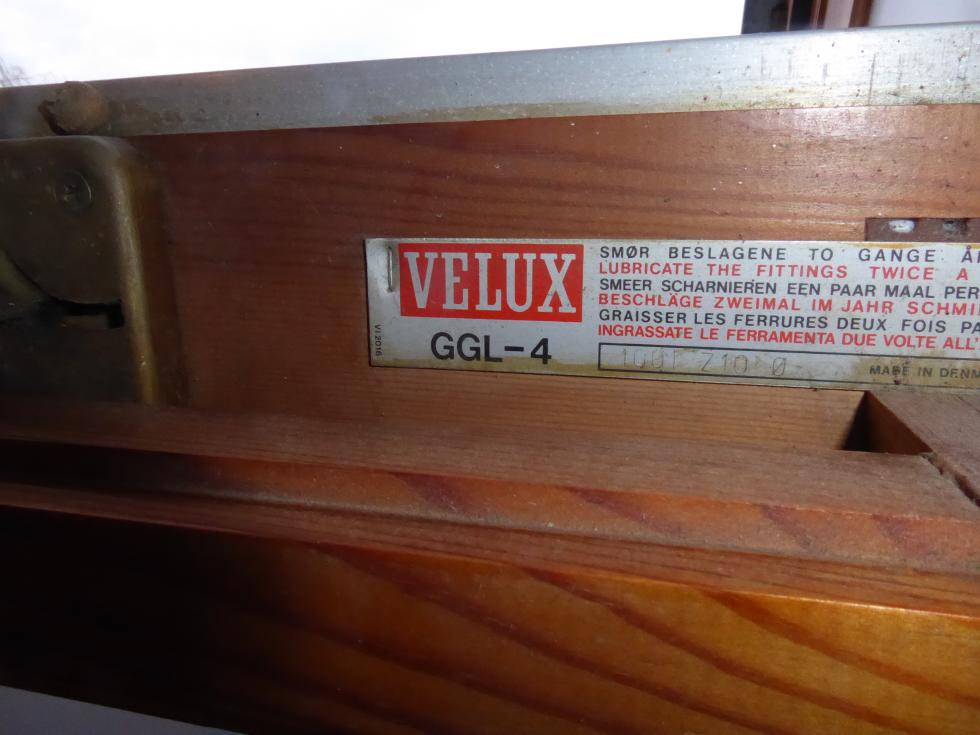 VELUX
GGL-4
VI 2016
SMØR BESLAGENE TO GANGE
LUBRICATE THE FITTINGS TWICE A
SMEER SCHARNIEREN EEN PAAR MAAL PER
BESCHLÄGE ZWEIMAL IM JAHR
GRAISSER LES FERRURES DEUX FOIS
INGRASSATE LE FERRAMENTA DUE VOLTE
MADE IN